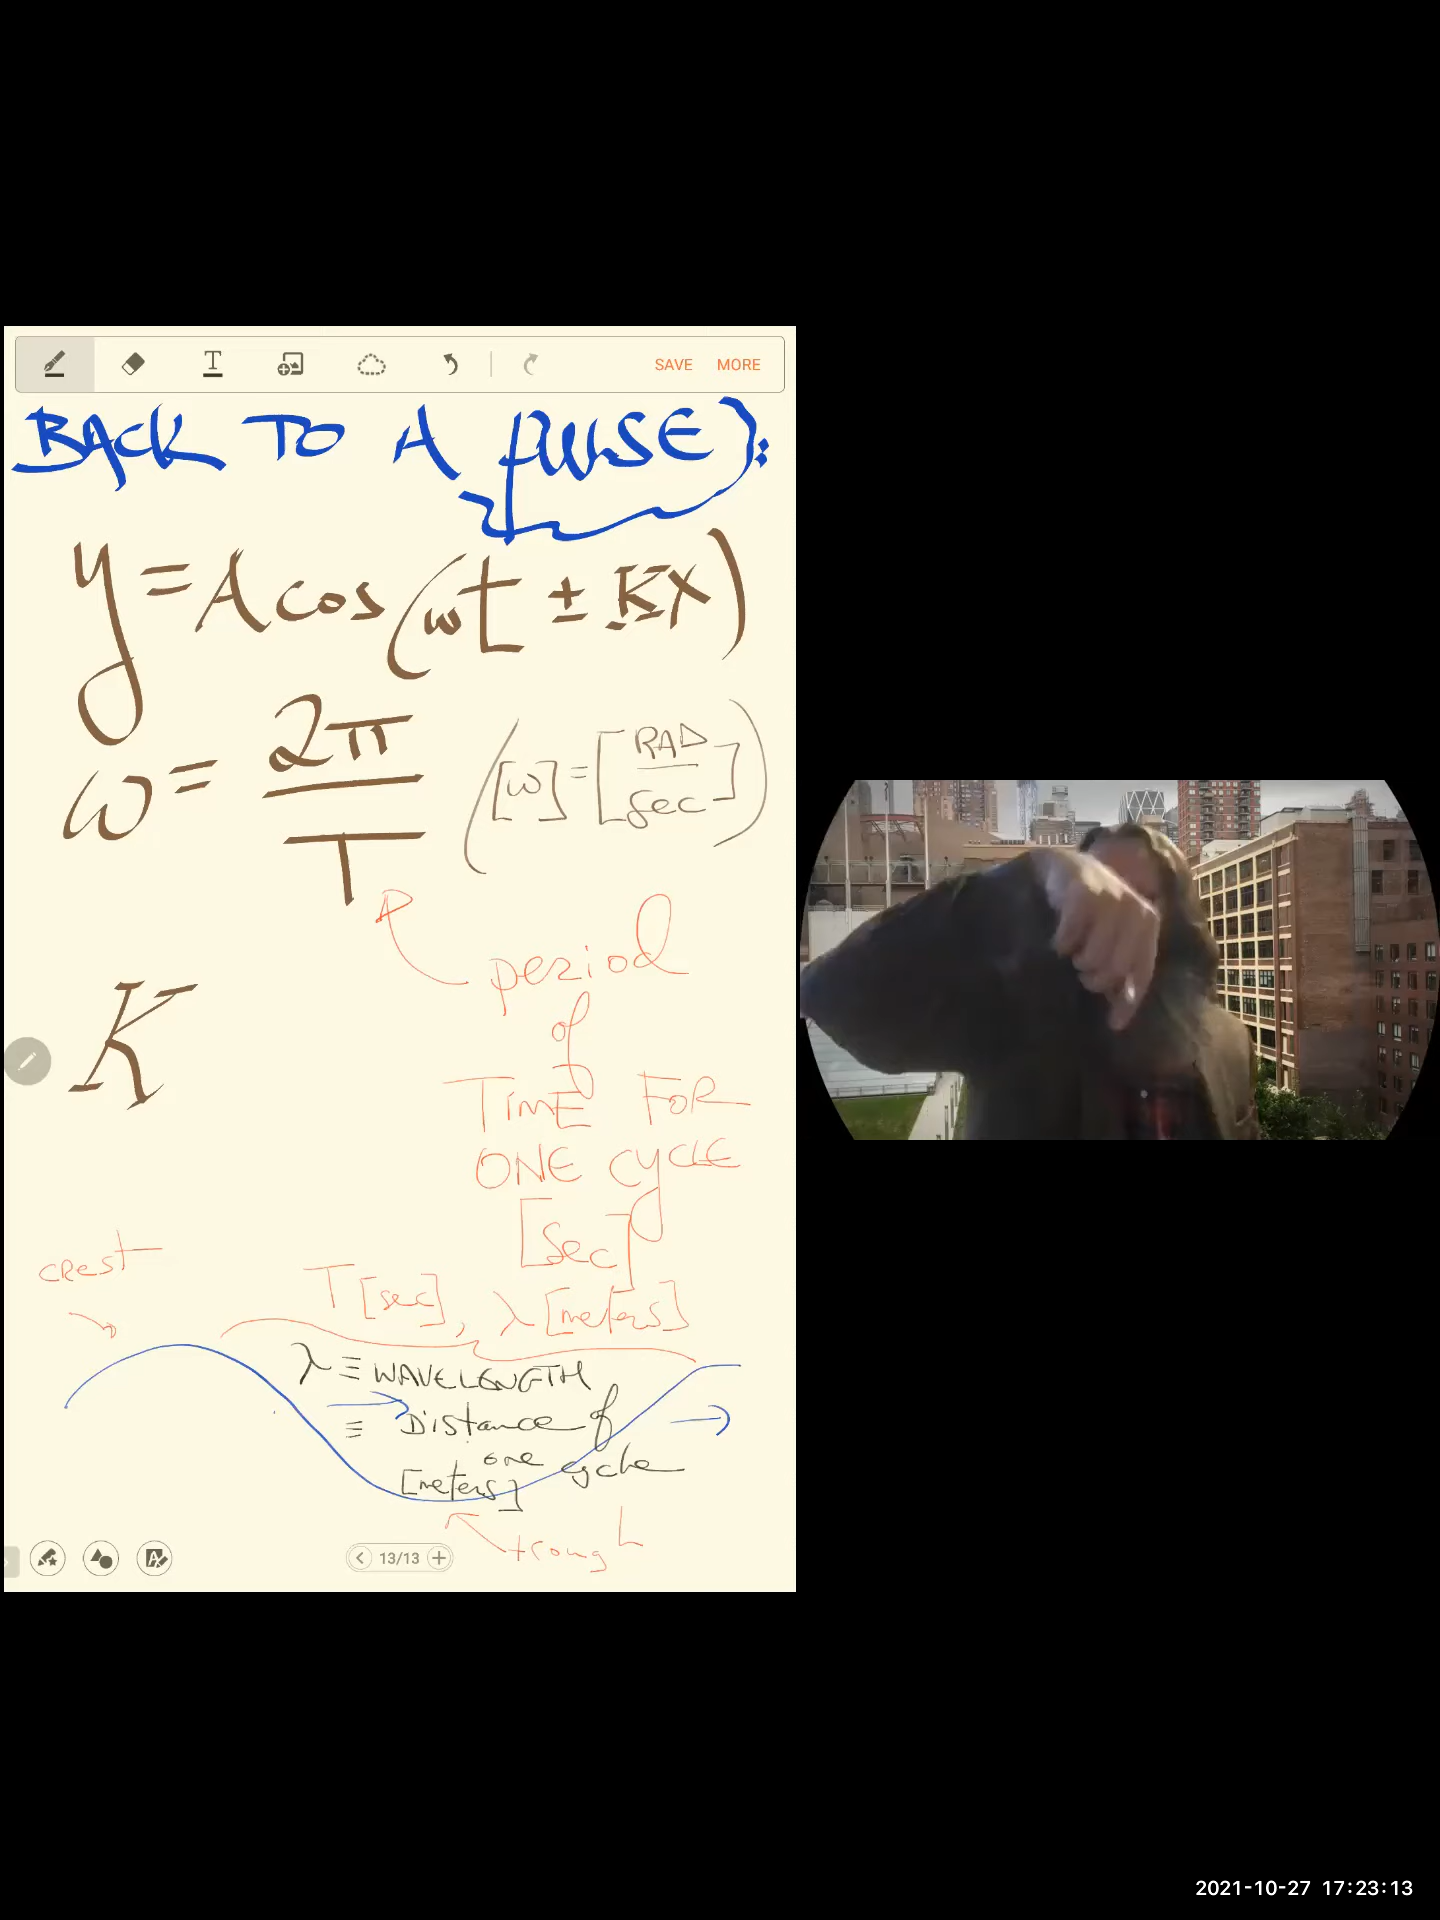 T SAVE MORE
BACK TO A PULSE):
y = A cos (ωt ± Kx)
ω = 2π / T ([ω] = [RAD / sec])
period
of
TIME FOR
ONE CYCLE
[sec]
K
crest
T [sec], λ [meters]
λ ≡ WAVELENGTH
≡ Distance of
one cycle
[meters]
trough
13/13
2021-10-27 17:23:13